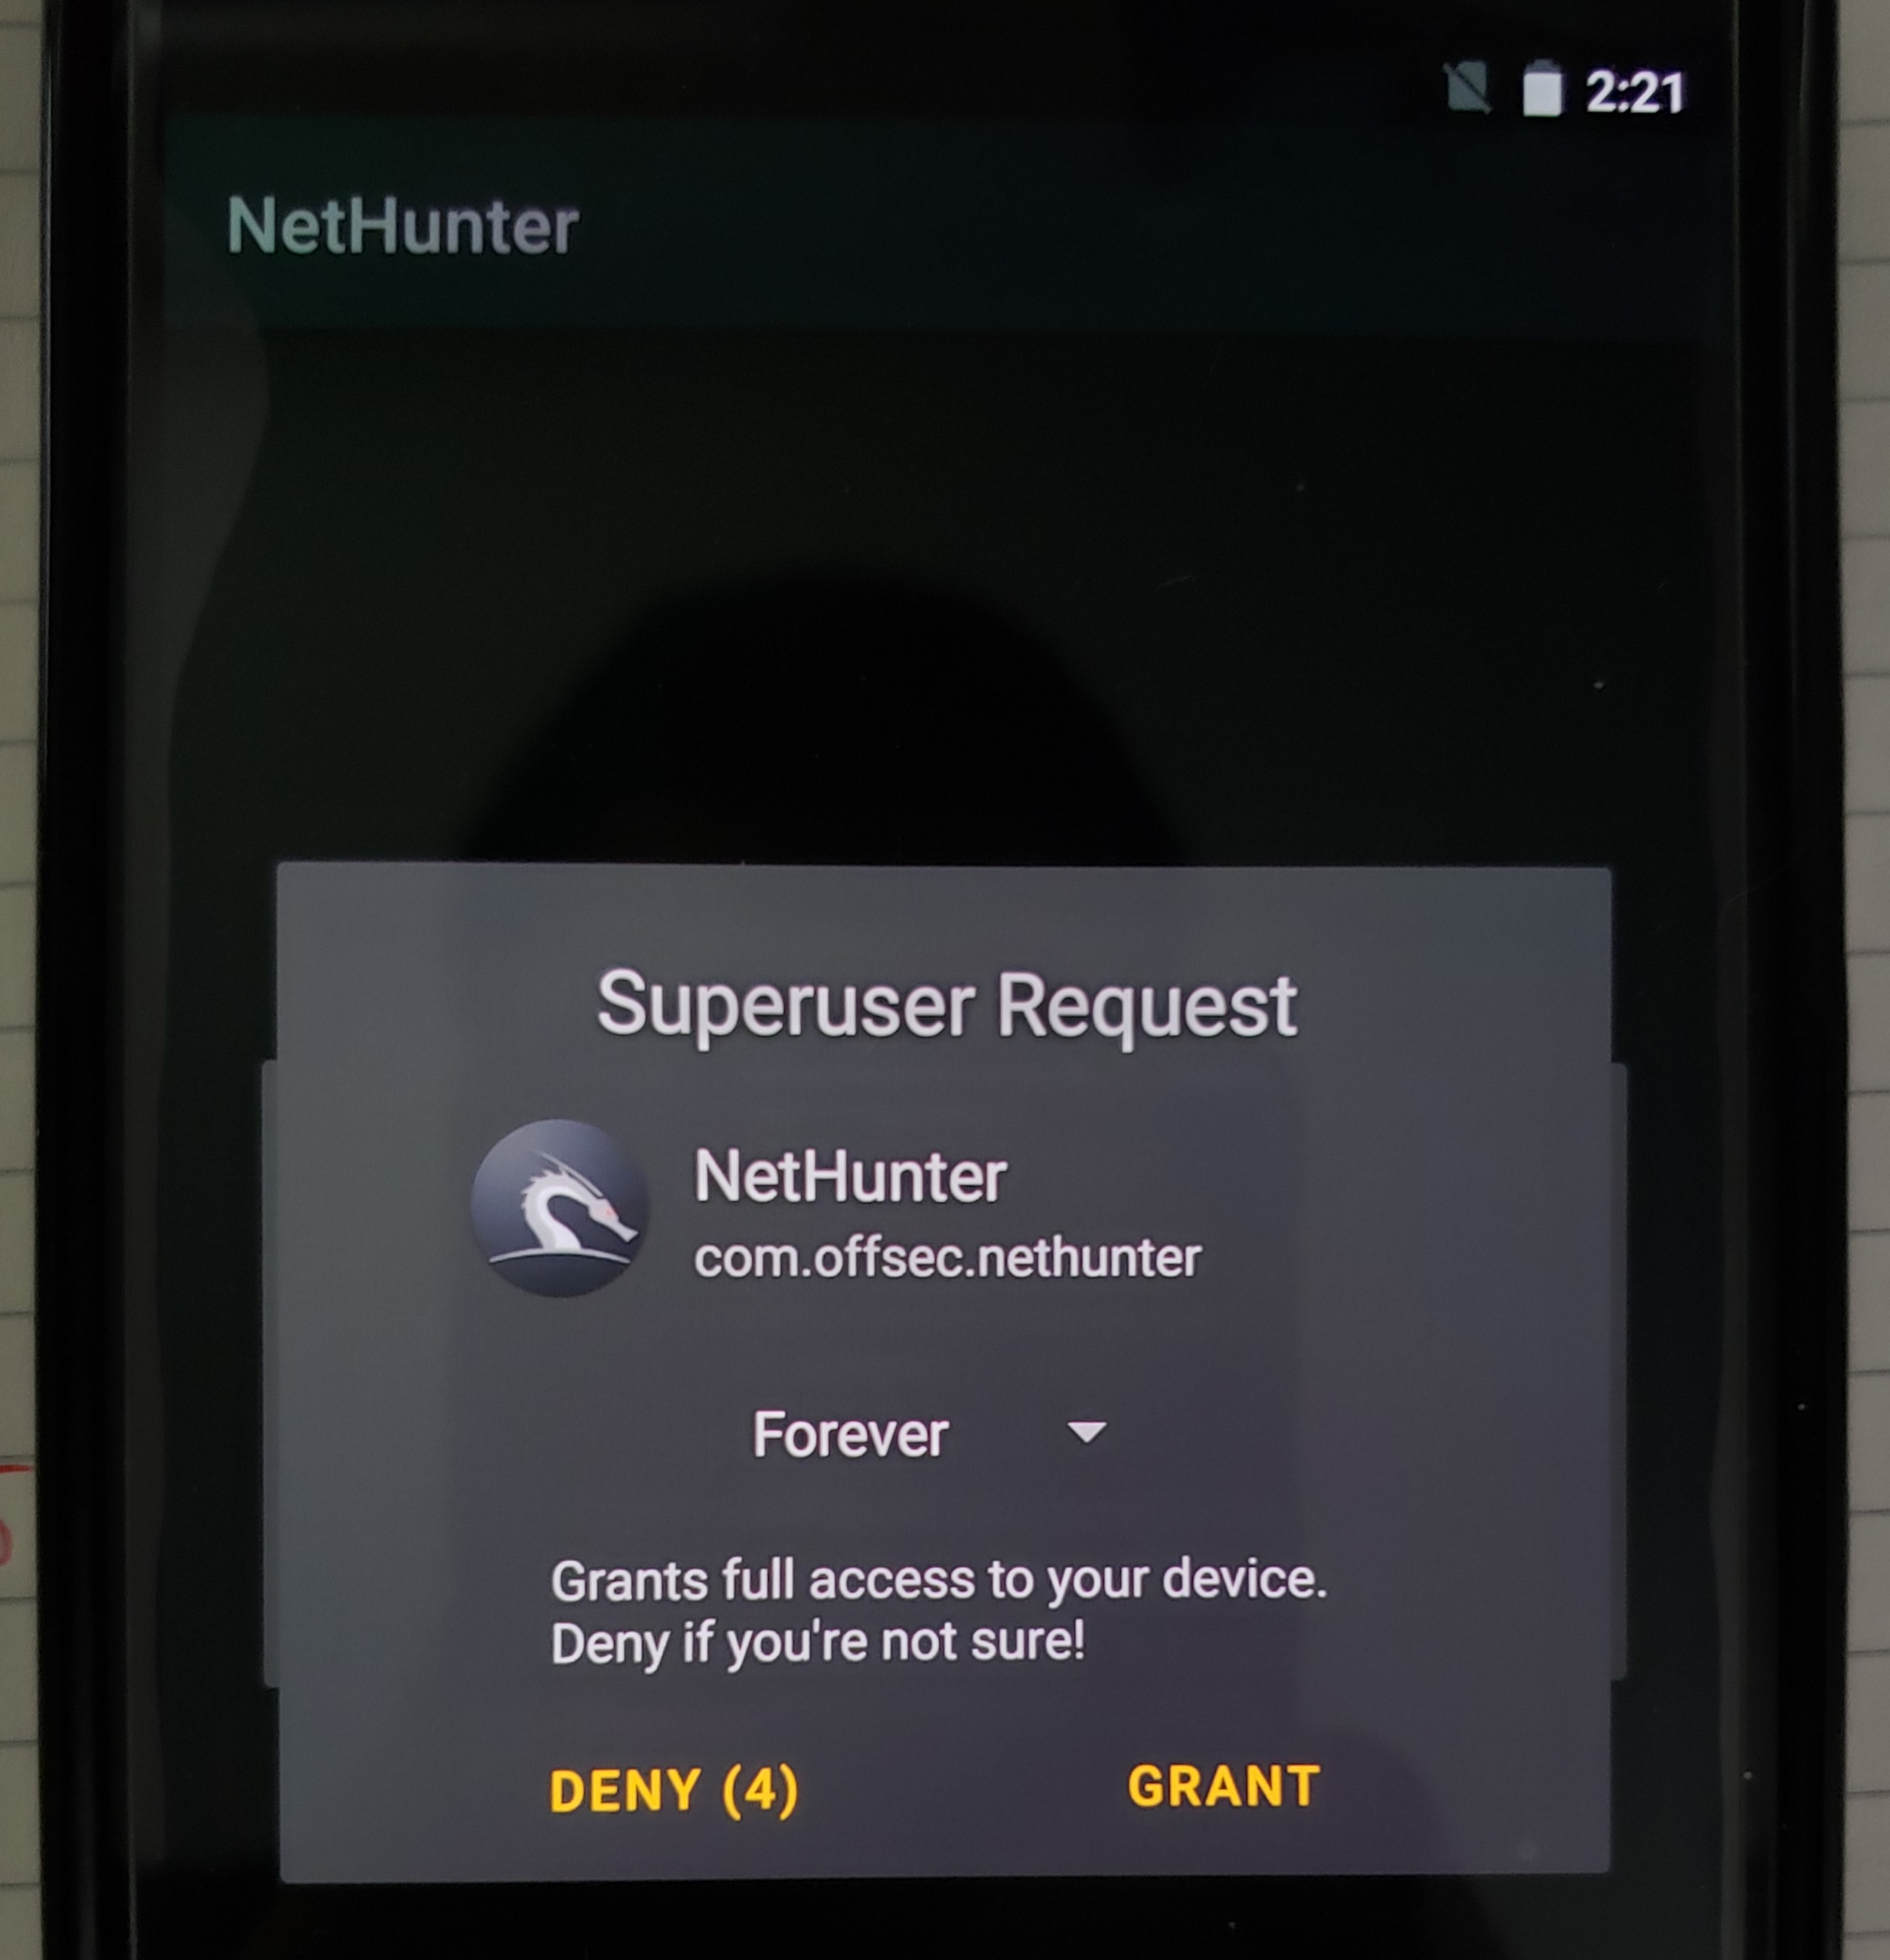 2:21
NetHunter
Superuser Request
NetHunter
com.offsec.nethunter
Forever
Grants full access to your device.
Deny if you're not sure!
DENY (4)
GRANT